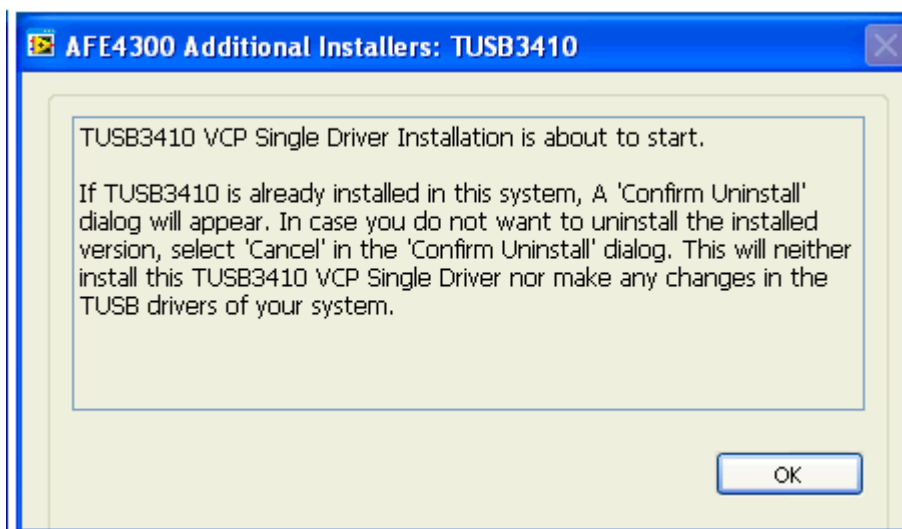 AFE4300 Additional Installers: TUSB3410
TUSB3410 VCP Single Driver Installation is about to start.
If TUSB3410 is already installed in this system, A 'Confirm Uninstall'
dialog will appear. In case you do not want to uninstall the installed
version, select 'Cancel' in the 'Confirm Uninstall' dialog. This will neither
install this TUSB3410 VCP Single Driver nor make any changes in the
TUSB drivers of your system.
OK